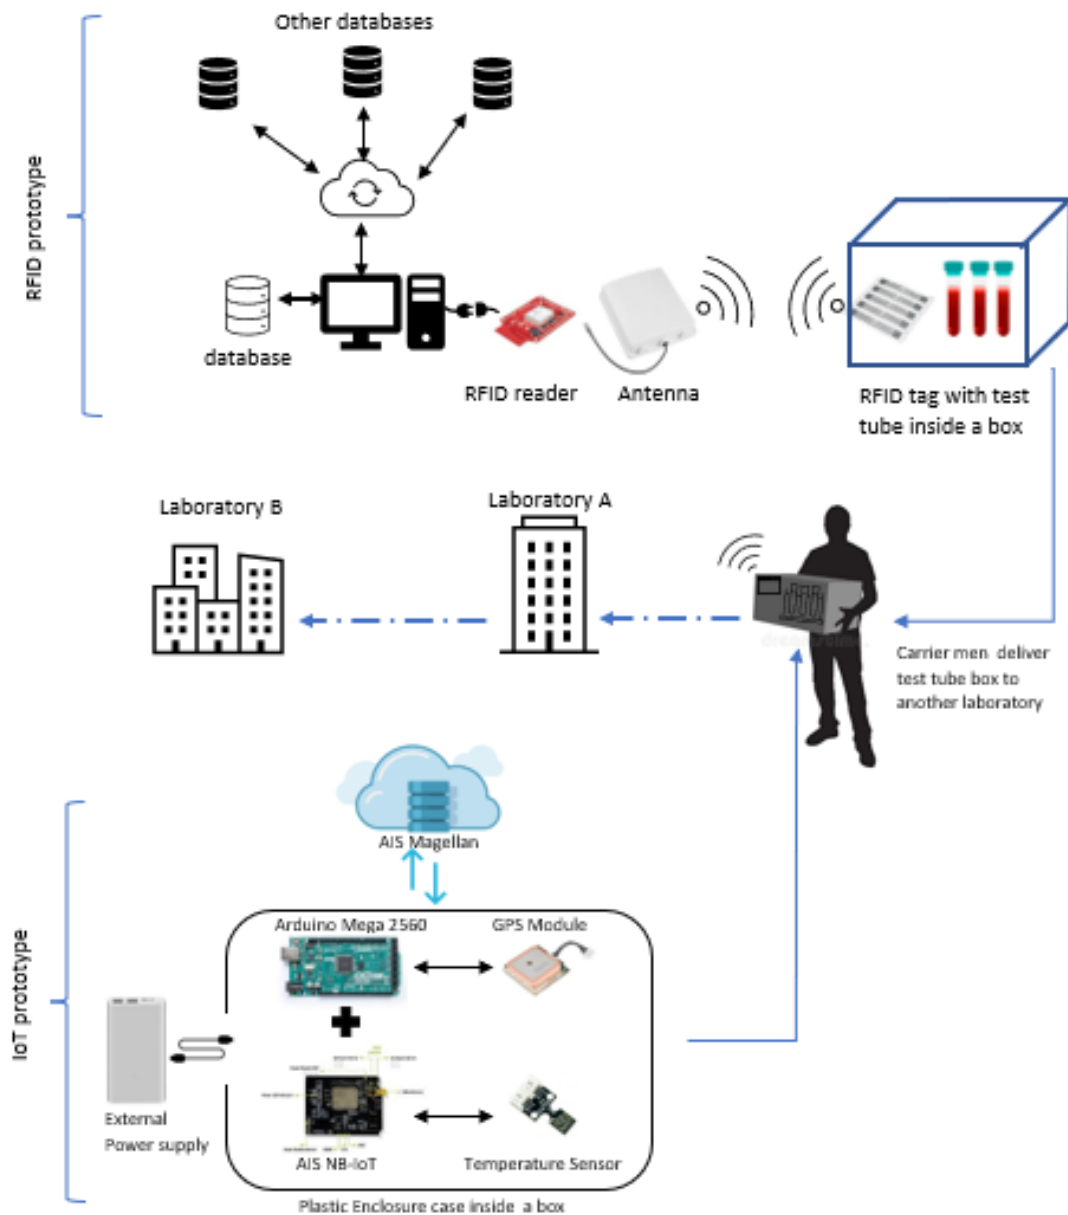 Other databases
RFID prototype
database
RFID reader
Antenna
RFID tag with test
tube inside a box
Laboratory B
Laboratory A
Carrier men deliver
test tube box to
another laboratory
AIS Magellan
IoT prototype
Arduino Mega 2560
GPS Module
External
Power supply
AIS NB-IoT
Temperature Sensor
Plastic Enclosure case inside a box